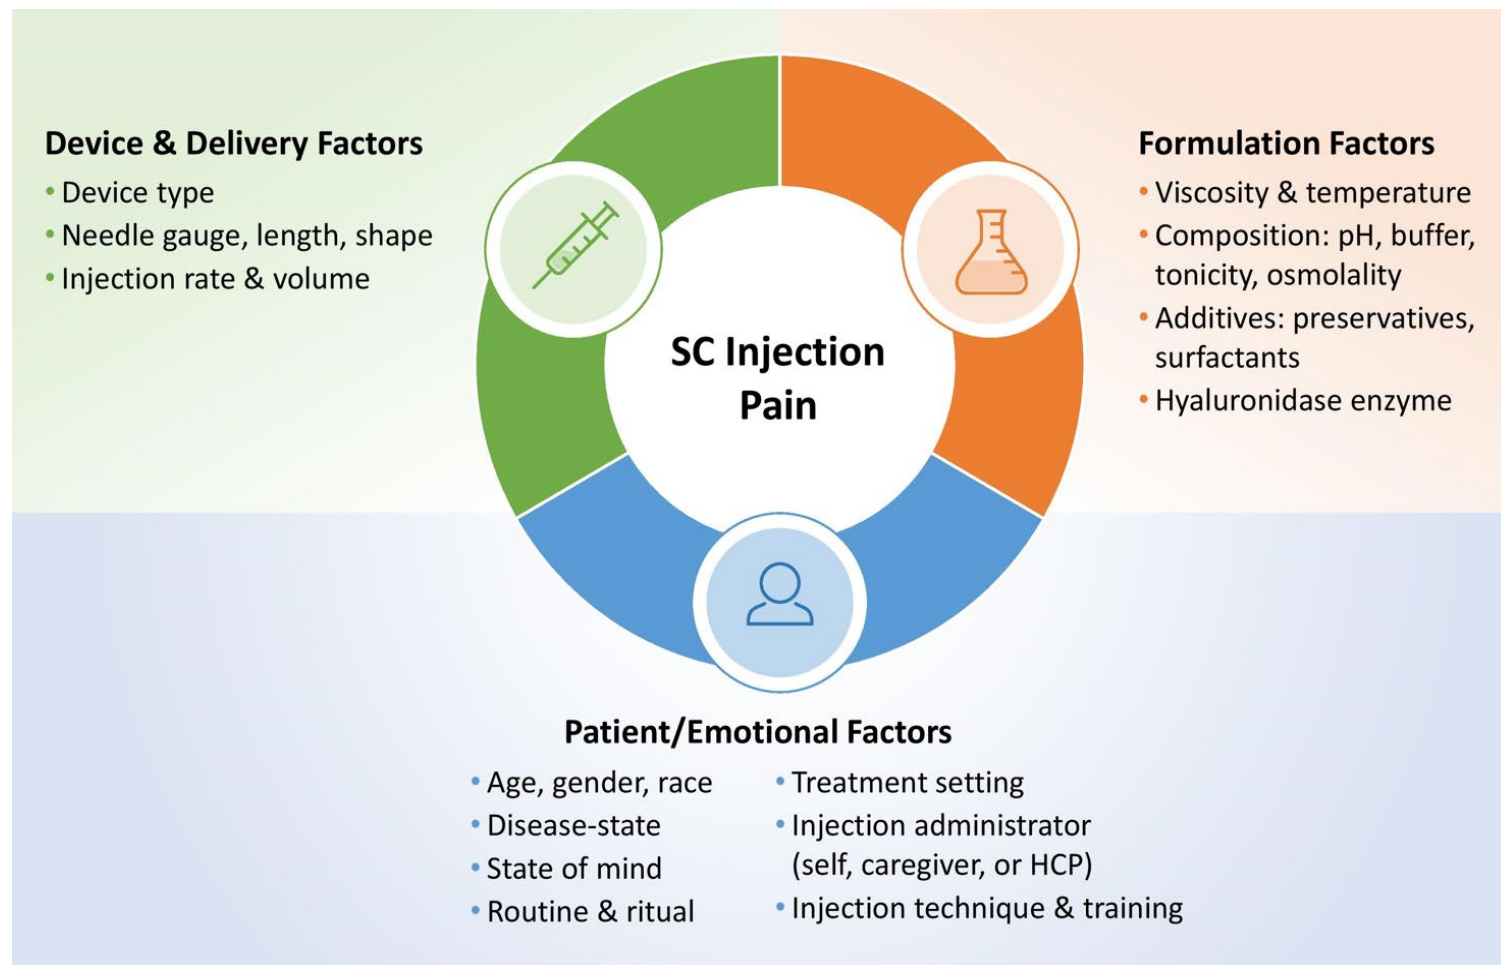 Device & Delivery Factors
• Device type
• Needle gauge, length, shape
• Injection rate & volume
SC Injection
Pain
Formulation Factors
• Viscosity & temperature
• Composition: pH, buffer,
tonicity, osmolality
• Additives: preservatives,
surfactants
• Hyaluronidase enzyme
Patient/Emotional Factors
• Age, gender, race
• Disease-state
• State of mind
• Routine & ritual
• Treatment setting
• Injection administrator
(self, caregiver, or HCP)
• Injection technique & training